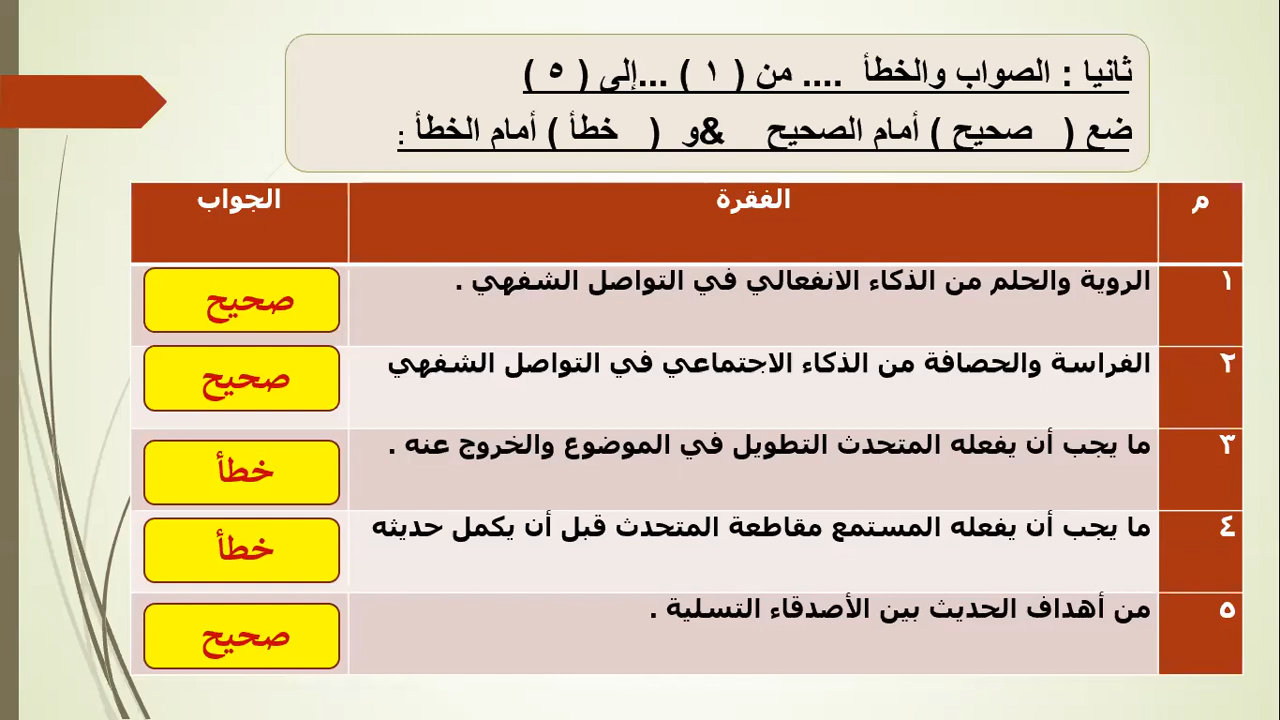 ثانيا : الصواب والخطأ .... من ( ١ ) ...إلى ( ٥ )
ضع ( صحيح ) أمام الصحيح &و ( خطأ ) أمام الخطأ :
م الفقرة الجواب
١ الروية والحلم من الذكاء الانفعالي في التواصل الشفهي . صحيح
٢ الفراسة والحصافة من الذكاء الاجتماعي في التواصل الشفهي صحيح
٣ ما يجب أن يفعله المتحدث التطويل في الموضوع والخروج عنه . خطأ
٤ ما يجب أن يفعله المستمع مقاطعة المتحدث قبل أن يكمل حديثه خطأ
٥ من أهداف الحديث بين الأصدقاء التسلية . صحيح